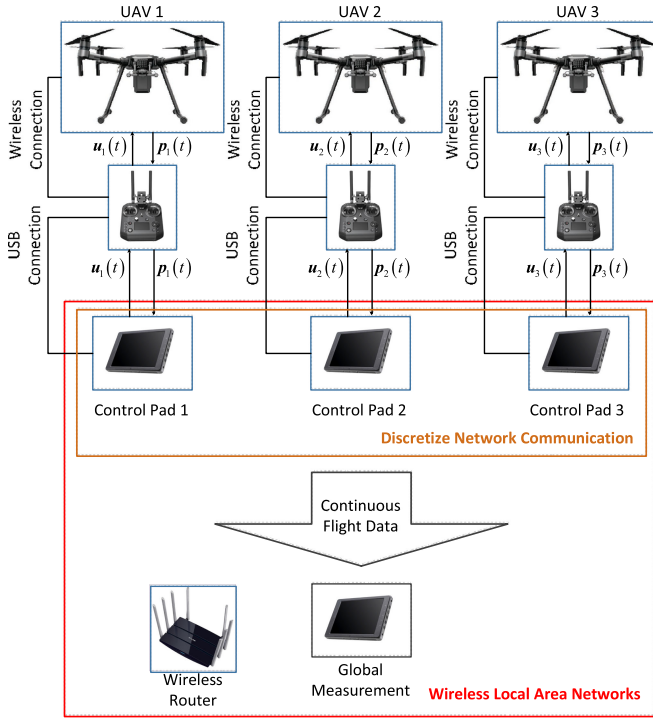 UAV 1
UAV 2
UAV 3
Wireless
Connection
Wireless
Connection
Wireless
Connection
u₁(t)
p₁(t)
u₂(t)
p₂(t)
u₃(t)
p₃(t)
USB
Connection
USB
Connection
USB
Connection
u₁(t)
p₁(t)
u₂(t)
p₂(t)
u₃(t)
p₃(t)
Control Pad 1
Control Pad 2
Control Pad 3
Discretize Network Communication
Continuous
Flight Data
Wireless
Router
Global
Measurement
Wireless Local Area Networks